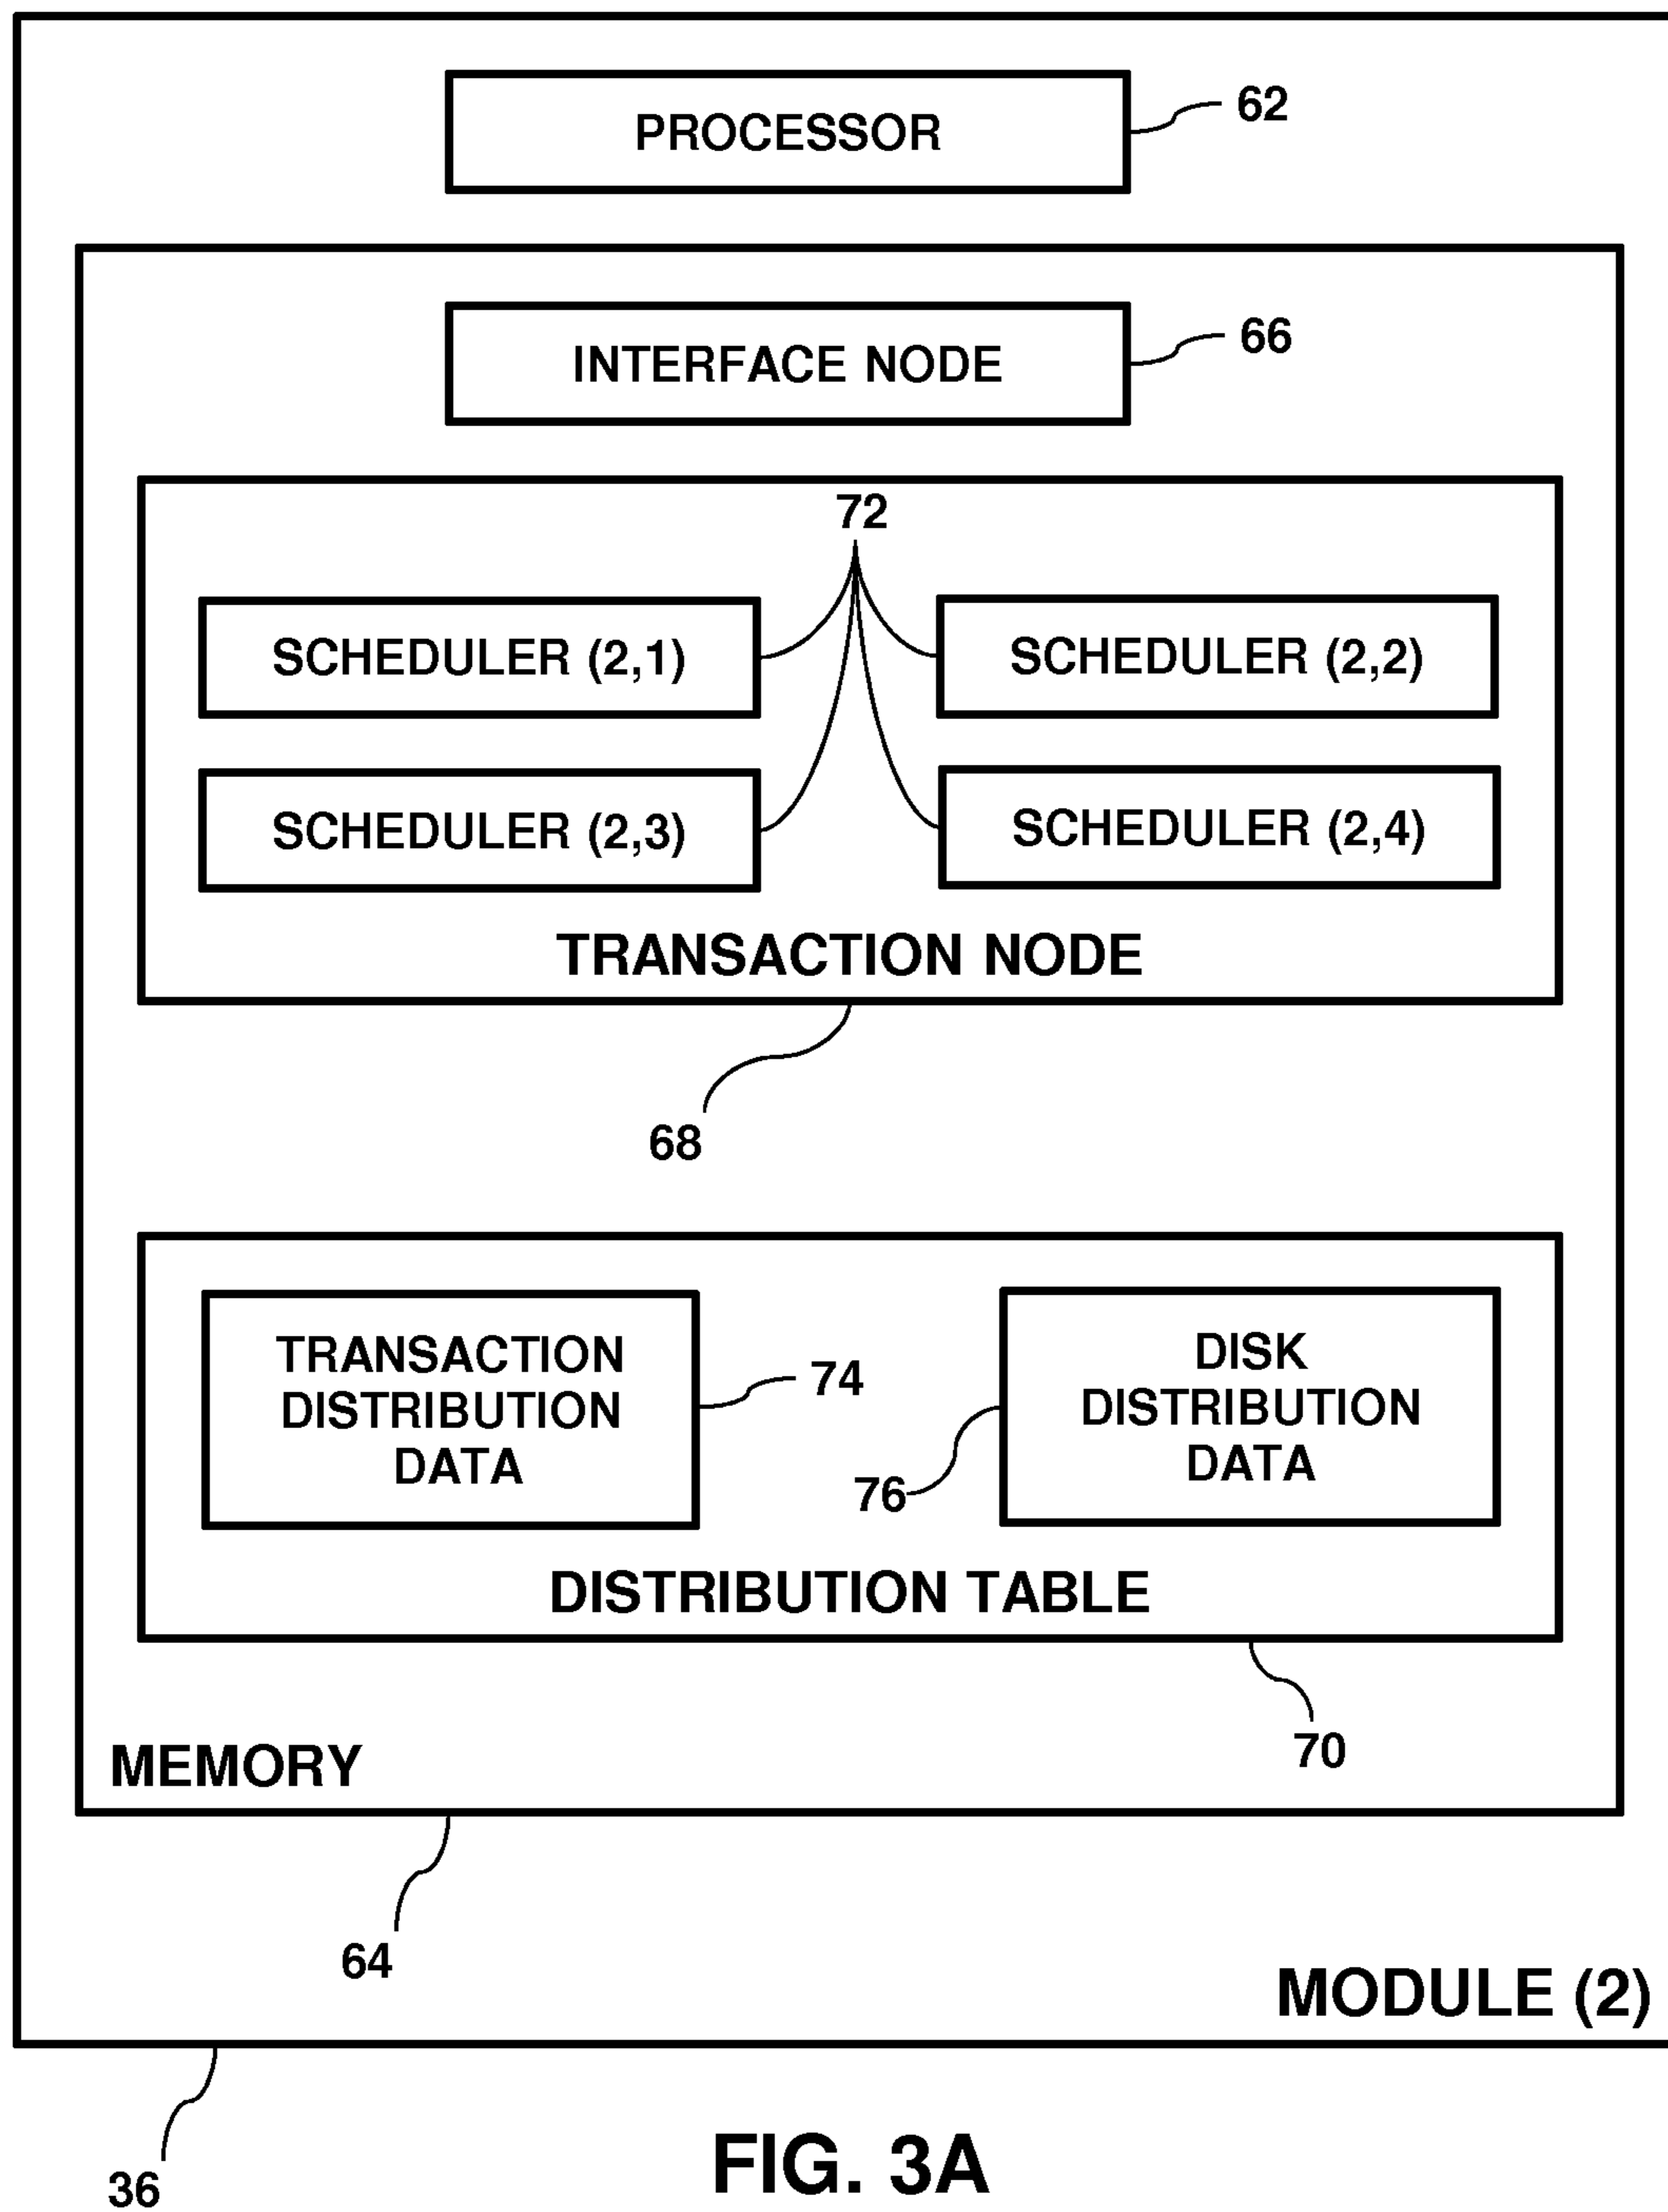 PROCESSOR
62
INTERFACE NODE
66
72
SCHEDULER (2,1)
SCHEDULER (2,2)
SCHEDULER (2,3)
SCHEDULER (2,4)
TRANSACTION NODE
68
TRANSACTION
DISTRIBUTION
DATA
74
DISK
DISTRIBUTION
DATA
76
DISTRIBUTION TABLE
70
MEMORY
64
MODULE (2)
36
FIG. 3A